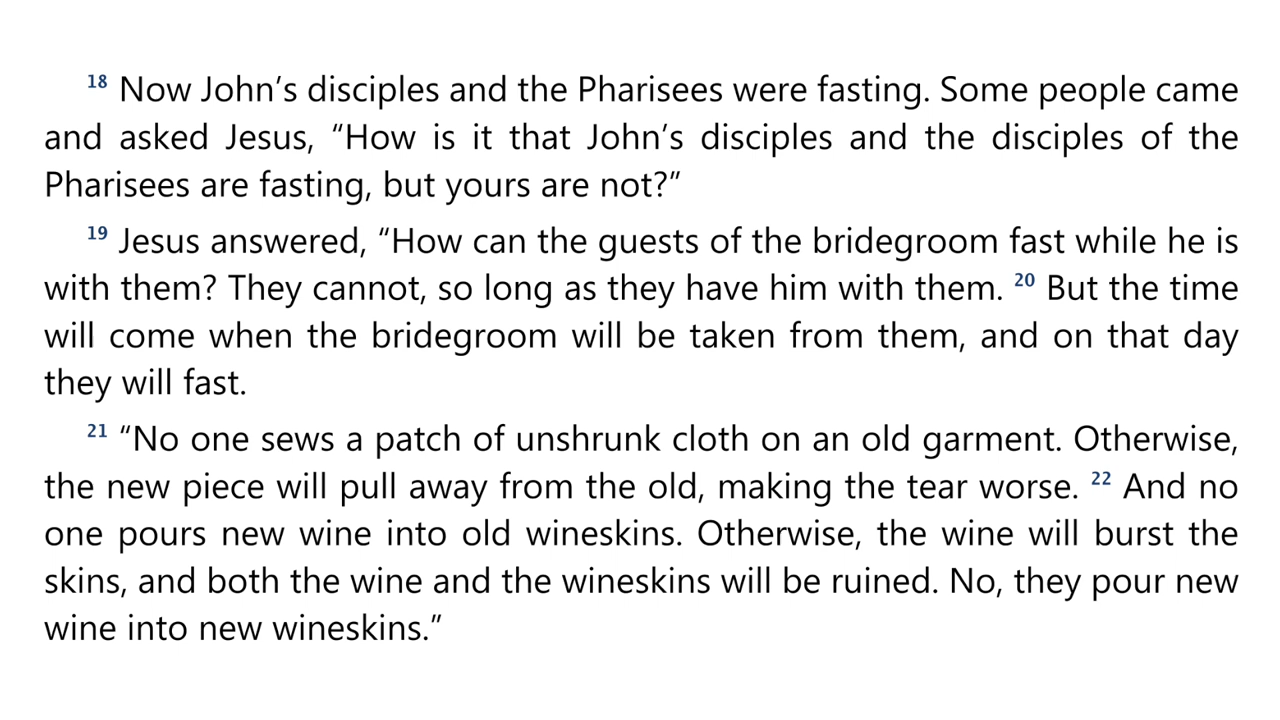 18 Now John’s disciples and the Pharisees were fasting. Some people came
and asked Jesus, “How is it that John’s disciples and the disciples of the
Pharisees are fasting, but yours are not?”
19 Jesus answered, “How can the guests of the bridegroom fast while he is
with them? They cannot, so long as they have him with them. 20 But the time
will come when the bridegroom will be taken from them, and on that day
they will fast.
21 “No one sews a patch of unshrunk cloth on an old garment. Otherwise,
the new piece will pull away from the old, making the tear worse. 22 And no
one pours new wine into old wineskins. Otherwise, the wine will burst the
skins, and both the wine and the wineskins will be ruined. No, they pour new
wine into new wineskins.”